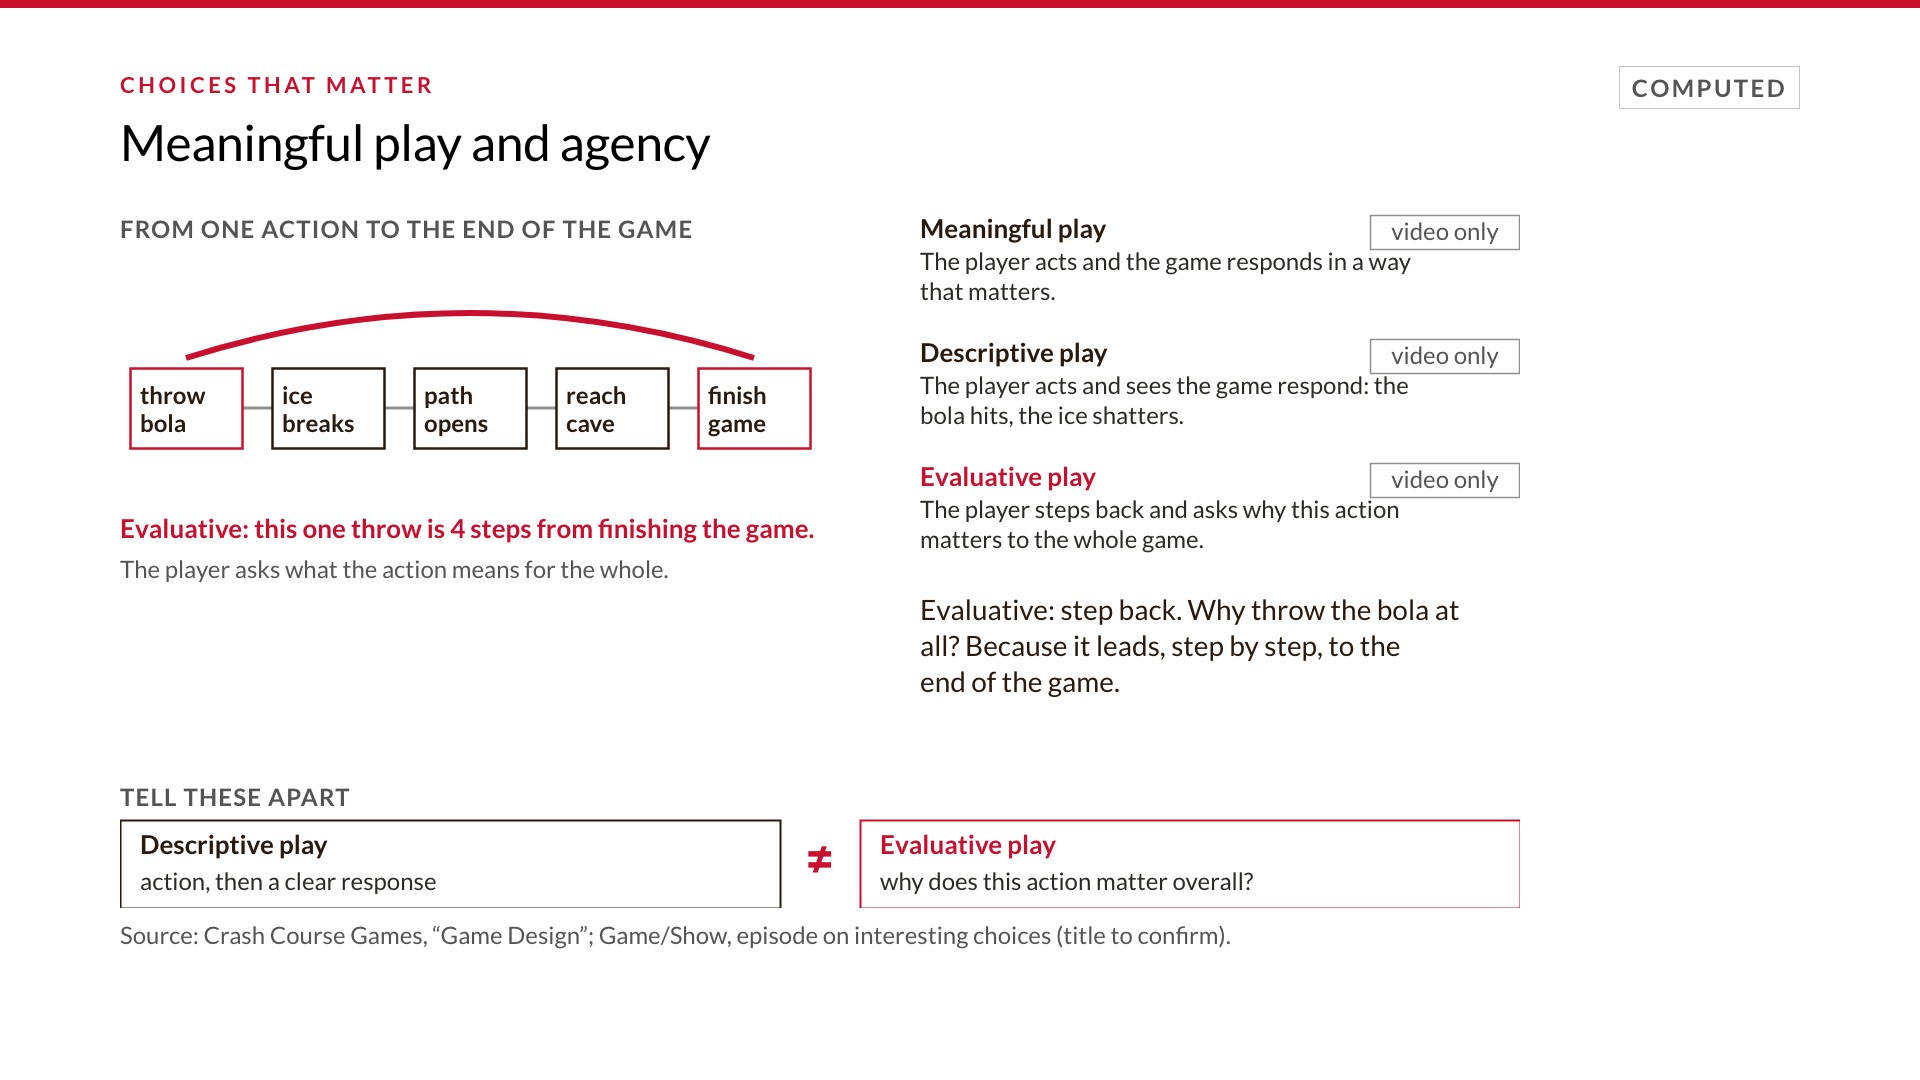 CHOICES THAT MATTER
COMPUTED
Meaningful play and agency
FROM ONE ACTION TO THE END OF THE GAME
throw
bola
ice
breaks
path
opens
reach
cave
finish
game
Evaluative: this one throw is 4 steps from finishing the game.
The player asks what the action means for the whole.
Meaningful play
video only
The player acts and the game responds in a way
that matters.
Descriptive play
video only
The player acts and sees the game respond: the
bola hits, the ice shatters.
Evaluative play
video only
The player steps back and asks why this action
matters to the whole game.
Evaluative: step back. Why throw the bola at
all? Because it leads, step by step, to the
end of the game.
TELL THESE APART
Descriptive play
action, then a clear response
≠
Evaluative play
why does this action matter overall?
Source: Crash Course Games, “Game Design”; Game/Show, episode on interesting choices (title to confirm).